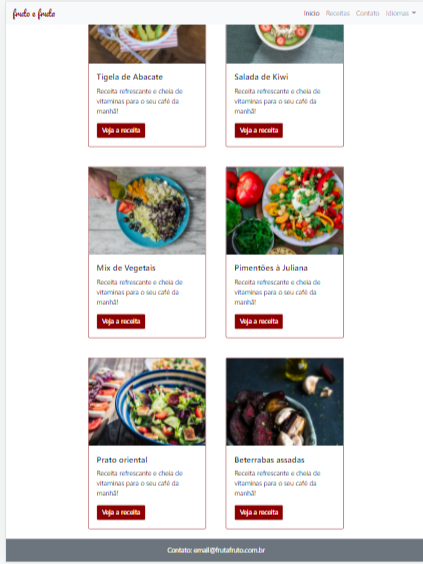 fruto e fruto
Início Receitas Contato Idiomas
Tigela de Abacate
Receita refrescante e cheia de
vitaminas para o seu café da
manhã!
Veja a receita
Salada de Kiwi
Receita refrescante e cheia de
vitaminas para o seu café da
manhã!
Veja a receita
Mix de Vegetais
Receita refrescante e cheia de
vitaminas para o seu café da
manhã!
Veja a receita
Pimentões à Juliana
Receita refrescante e cheia de
vitaminas para o seu café da
manhã!
Veja a receita
Prato oriental
Receita refrescante e cheia de
vitaminas para o seu café da
manhã!
Veja a receita
Beterrabas assadas
Receita refrescante e cheia de
vitaminas para o seu café da
manhã!
Veja a receita
Contato: email@frutafruto.com.br